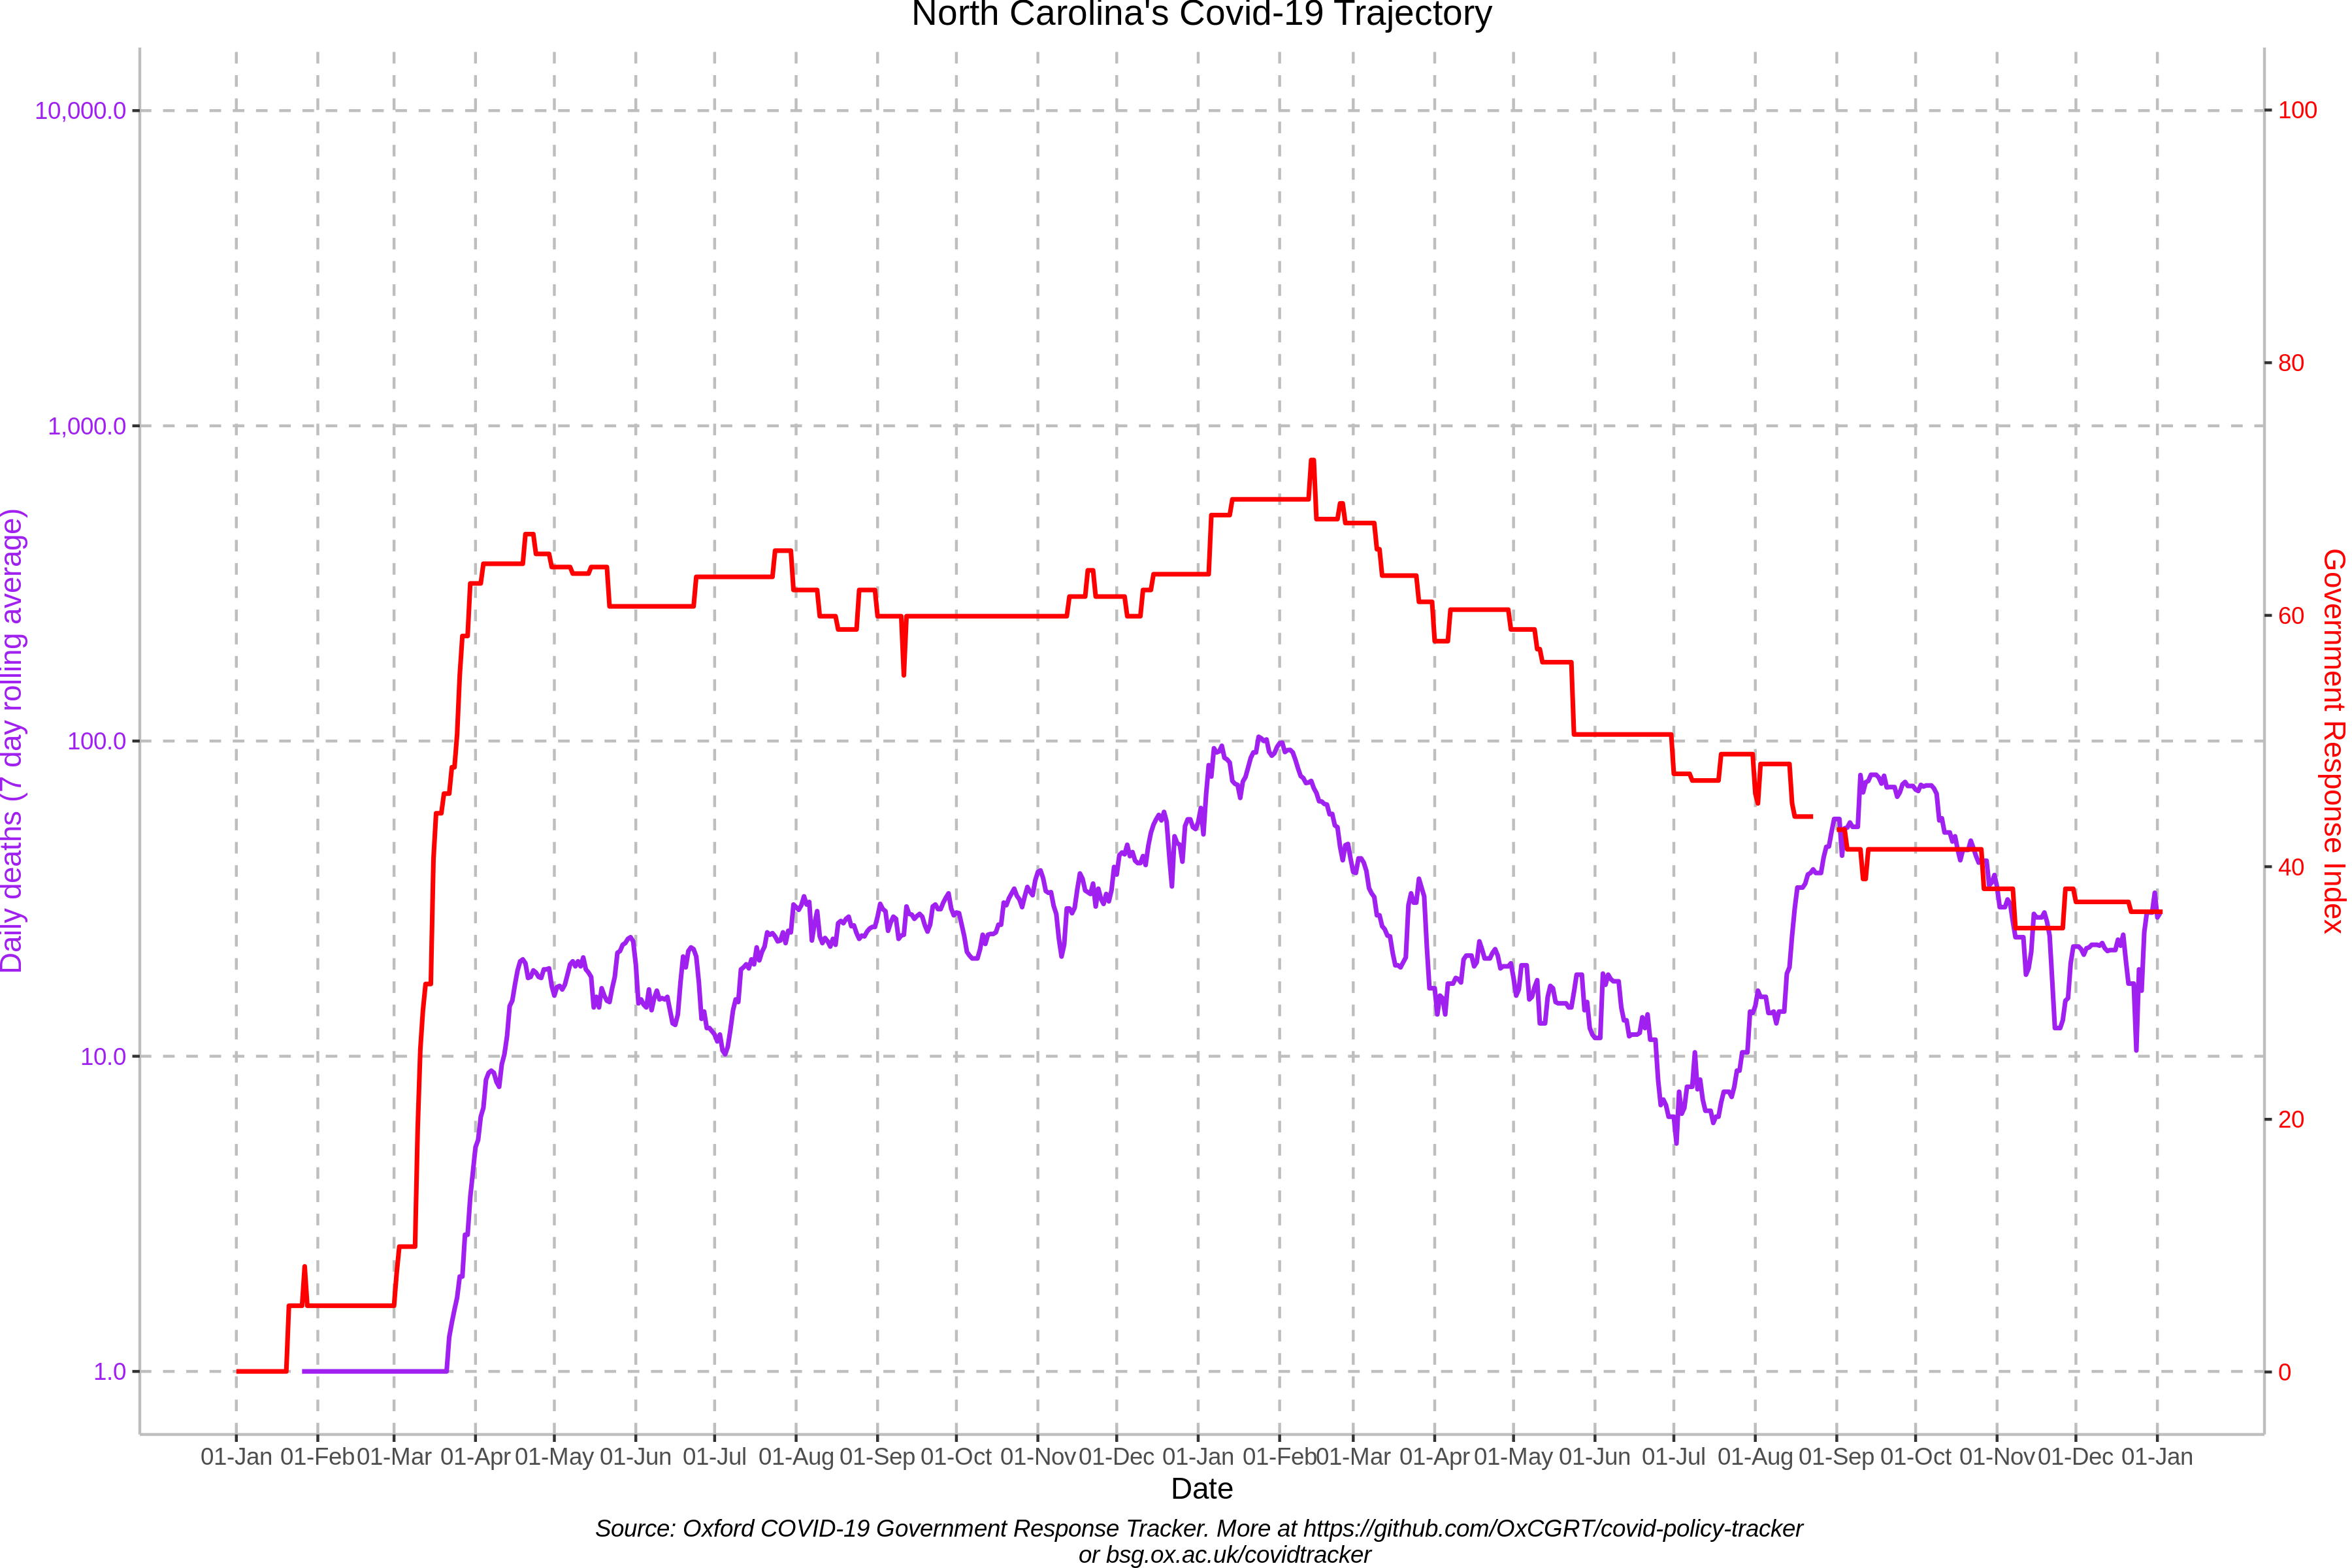 North Carolina's Covid-19 Trajectory
10,000.0
1,000.0
100.0
10.0
1.0
Daily deaths (7 day rolling average)
100
80
60
40
20
0
Government Response Index
01-Jan 01-Feb 01-Mar 01-Apr 01-May 01-Jun 01-Jul 01-Aug 01-Sep 01-Oct 01-Nov 01-Dec 01-Jan 01-Feb 01-Mar 01-Apr 01-May 01-Jun 01-Jul 01-Aug 01-Sep 01-Oct 01-Nov 01-Dec 01-Jan
Date
Source: Oxford COVID-19 Government Response Tracker. More at https://github.com/OxCGRT/covid-policy-tracker
or bsg.ox.ac.uk/covidtracker